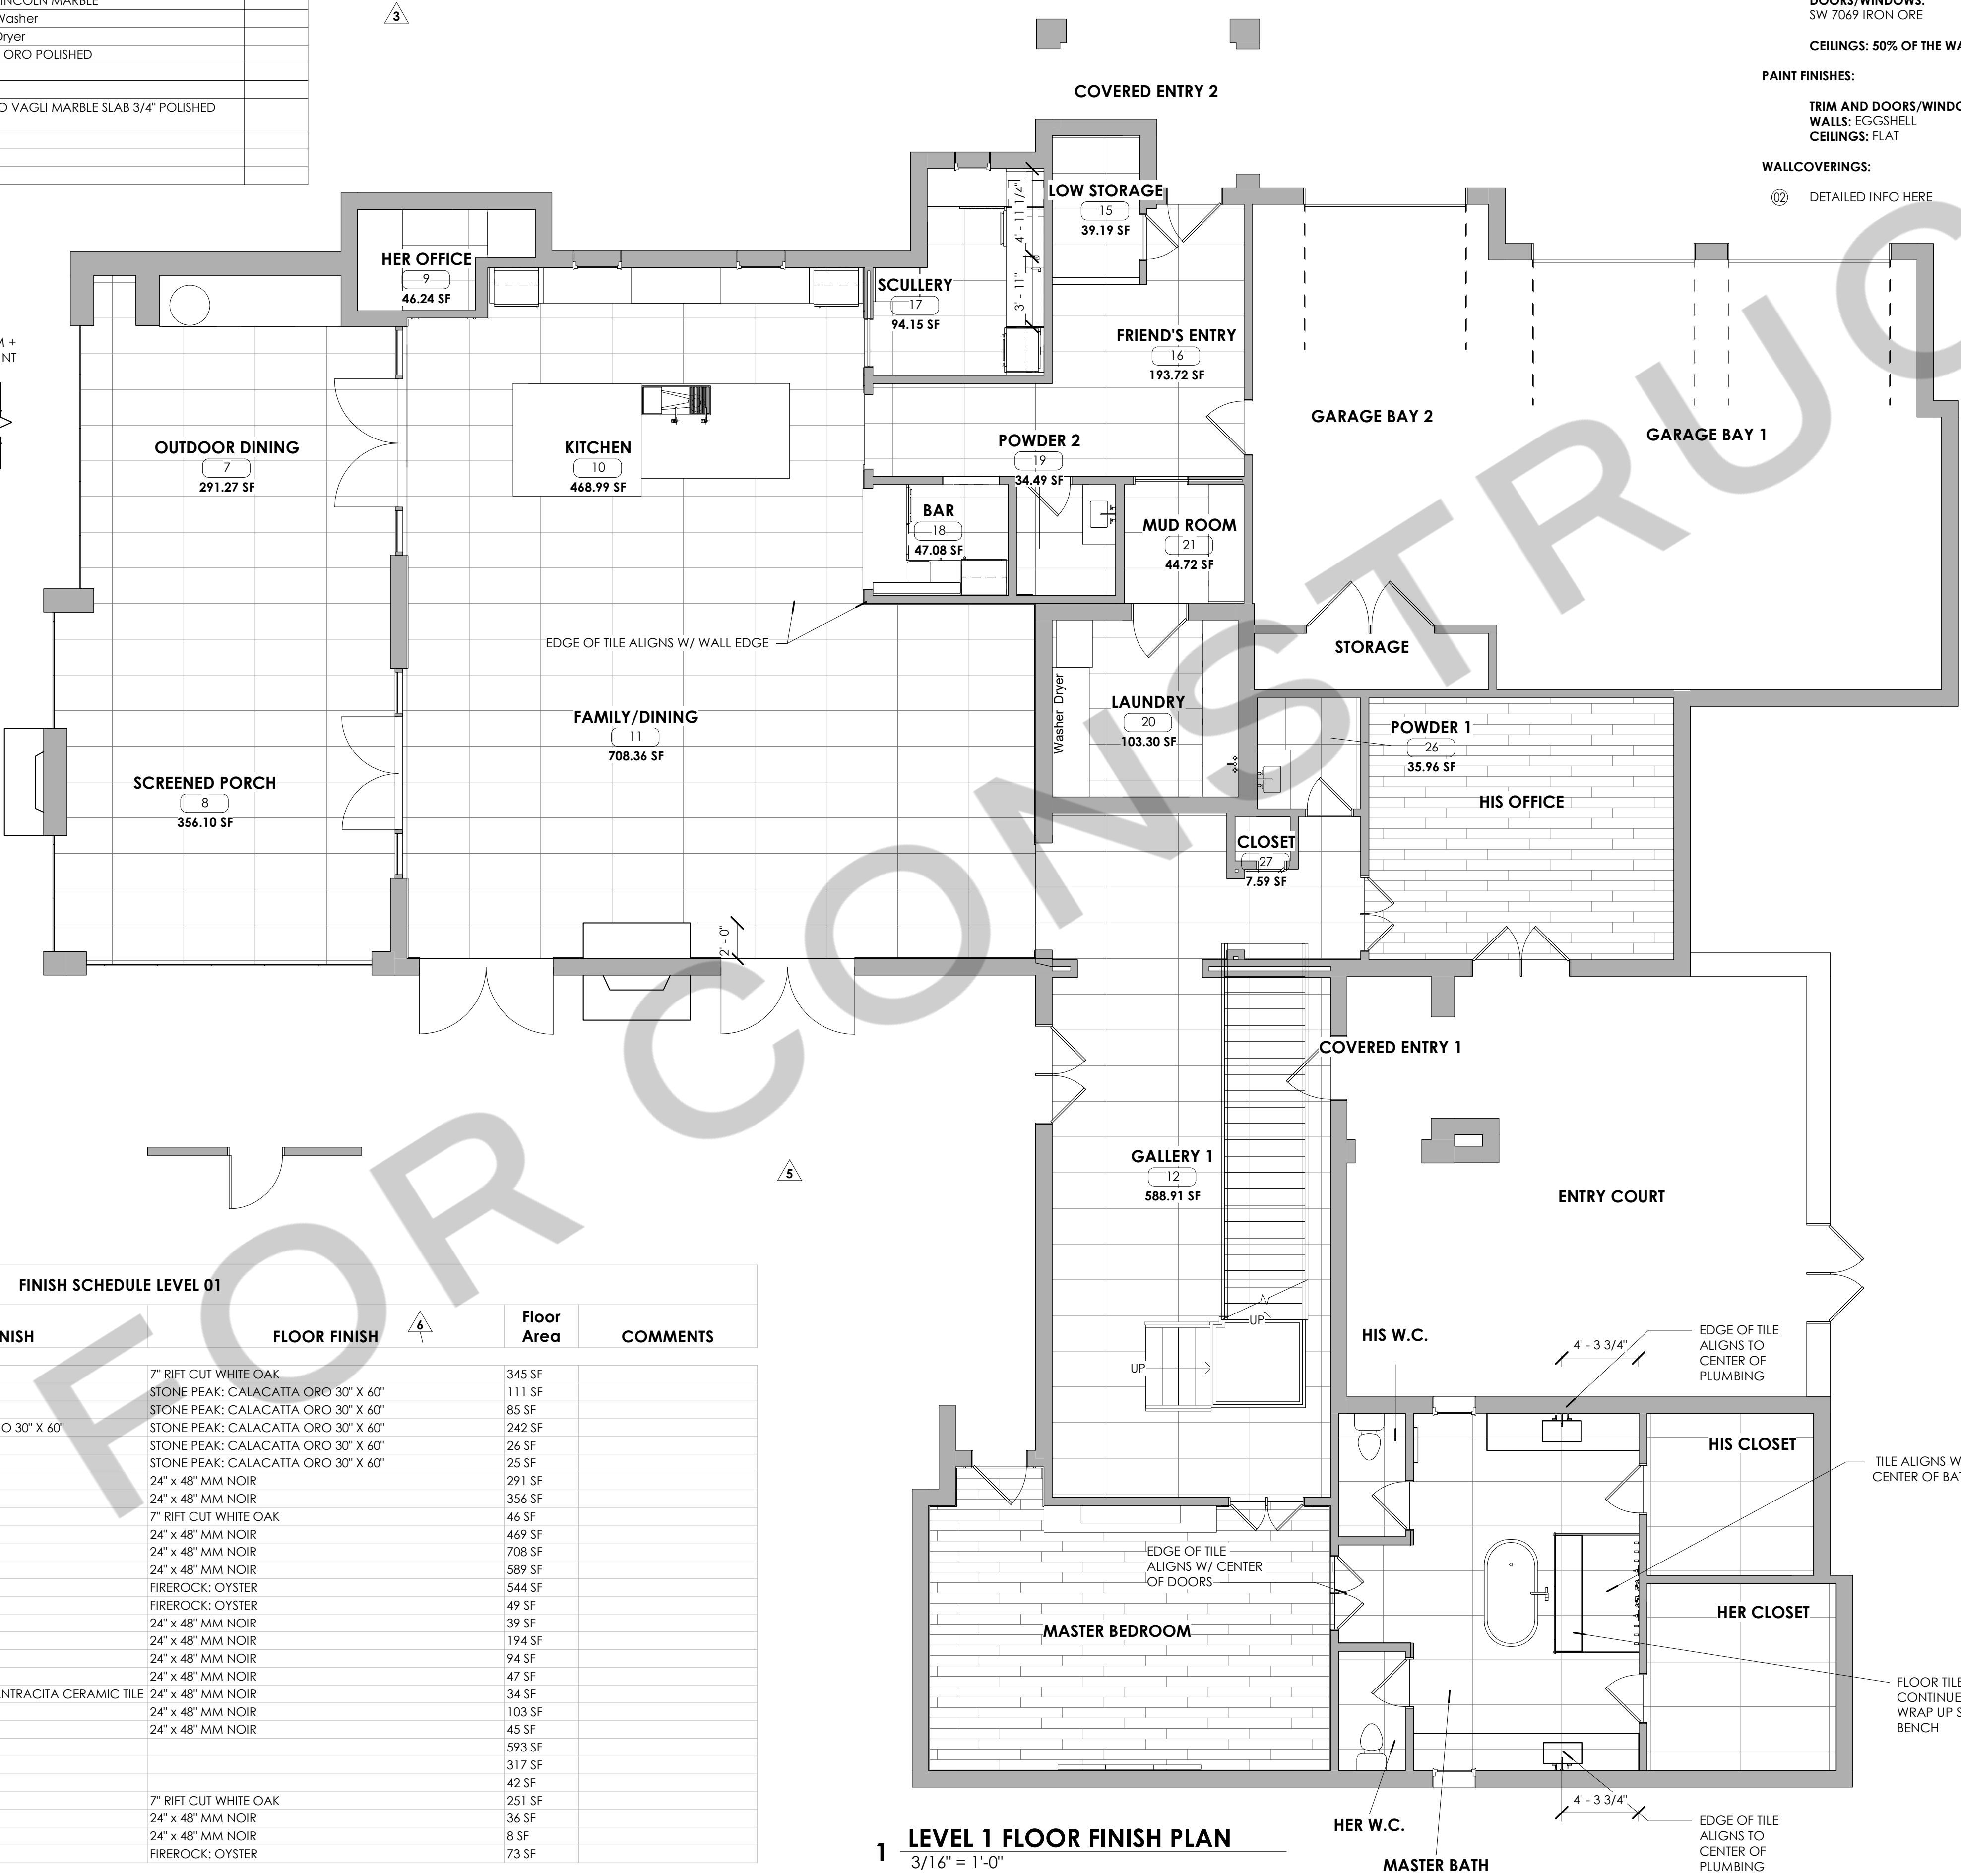 Washer
Dryer
ORO POLISHED
VAGLI MARBLE SLAB 3/4" POLISHED
3
COVERED ENTRY 2
DOORS/WINDOWS:
SW 7069 IRON ORE
CEILINGS: 50% OF THE
PAINT FINISHES:
TRIM AND
WALLS: EGGSHELL
CEILINGS: FLAT
WALLCOVERINGS:
02 DETAILED INFO HERE
LOW STORAGE
15
39.19 SF
4' - 11 1/4"
3' - 11"
HER OFFICE
9
46.24 SF
SCULLERY
17
94.15 SF
FRIEND'S ENTRY
16
193.72 SF
GARAGE BAY 2
GARAGE BAY 1
OUTDOOR DINING
7
291.27 SF
KITCHEN
10
468.99 SF
POWDER 2
19
34.49 SF
BAR
18
47.08 SF
MUD ROOM
21
44.72 SF
EDGE OF TILE ALIGNS W/ WALL EDGE
STORAGE
FAMILY/DINING
11
708.36 SF
Washer Dryer
LAUNDRY
20
103.30 SF
POWDER 1
26
35.96 SF
HIS OFFICE
SCREENED PORCH
8
356.10 SF
CLOSET
27
7.59 SF
2' - 0"
COVERED ENTRY 1
5
GALLERY 1
12
588.91 SF
ENTRY COURT
UP
UP
HIS W.C.
4' - 3 3/4"
EDGE OF TILE
ALIGNS TO
CENTER OF
PLUMBING
HIS CLOSET
TILE ALIGNS
CENTER OF
EDGE OF TILE
ALIGNS W/ CENTER
OF DOORS
MASTER BEDROOM
HER CLOSET
FLOOR TILE
CONTINUE
WRAP UP
BENCH
4' - 3 3/4"
EDGE OF TILE
ALIGNS TO
CENTER OF
PLUMBING
HER W.C.
MASTER BATH
1 LEVEL 1 FLOOR FINISH PLAN
3/16" = 1'-0"
FINISH SCHEDULE LEVEL 01
FLOOR FINISH 6 Floor Area COMMENTS
7" RIFT CUT WHITE OAK 345 SF
STONE PEAK: CALACATTA ORO 30" X 60" 111 SF
STONE PEAK: CALACATTA ORO 30" X 60" 85 SF
30" X 60" STONE PEAK: CALACATTA ORO 30" X 60" 242 SF
STONE PEAK: CALACATTA ORO 30" X 60" 26 SF
STONE PEAK: CALACATTA ORO 30" X 60" 25 SF
24" x 48" MM NOIR 291 SF
24" x 48" MM NOIR 356 SF
7" RIFT CUT WHITE OAK 46 SF
24" x 48" MM NOIR 469 SF
24" x 48" MM NOIR 708 SF
24" x 48" MM NOIR 589 SF
FIREROCK: OYSTER 544 SF
FIREROCK: OYSTER 49 SF
24" x 48" MM NOIR 39 SF
24" x 48" MM NOIR 194 SF
24" x 48" MM NOIR 94 SF
24" x 48" MM NOIR 47 SF
CERAMIC TILE 24" x 48" MM NOIR 34 SF
24" x 48" MM NOIR 103 SF
24" x 48" MM NOIR 45 SF
593 SF
317 SF
42 SF
7" RIFT CUT WHITE OAK 251 SF
24" x 48" MM NOIR 36 SF
24" x 48" MM NOIR 8 SF
FIREROCK: OYSTER 73 SF
FOR CONSTRUC